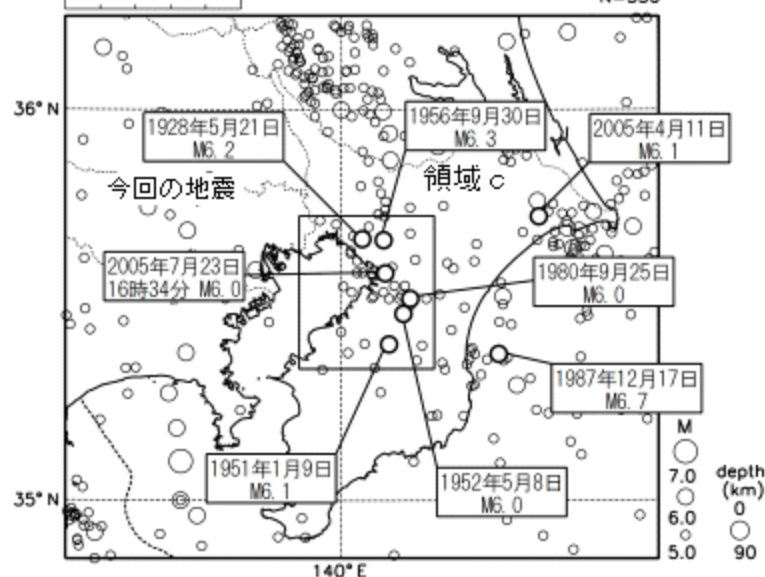 36°N
1928年5月21日
M6.2
1956年9月30日
M6.3
2005年4月11日
M6.1
今回の地震
領域c
2005年7月23日
16時34分 M6.0
1980年9月25日
M6.0
1987年12月17日
M6.7
1951年1月9日
M6.1
1952年5月8日
M6.0
35°N
140°E
M
7.0
6.0
5.0
depth
(km)
0
90